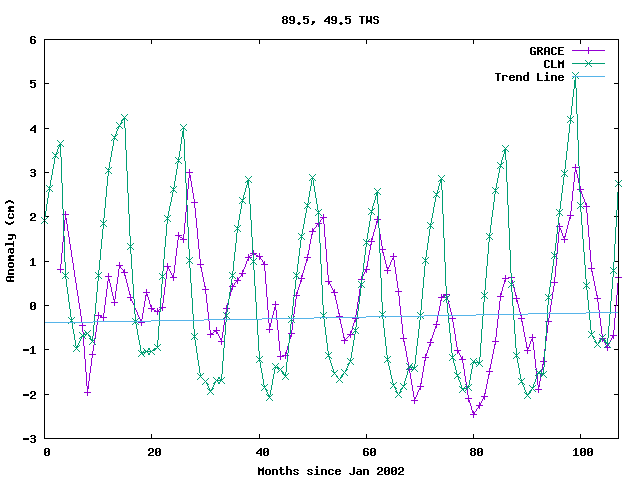 89.5, 49.5 TWS
GRACE
CLM
Trend Line
6
5
4
3
2
1
0
-1
-2
-3
Anomaly (cm)
0 20 40 60 80 100
Months since Jan 2002